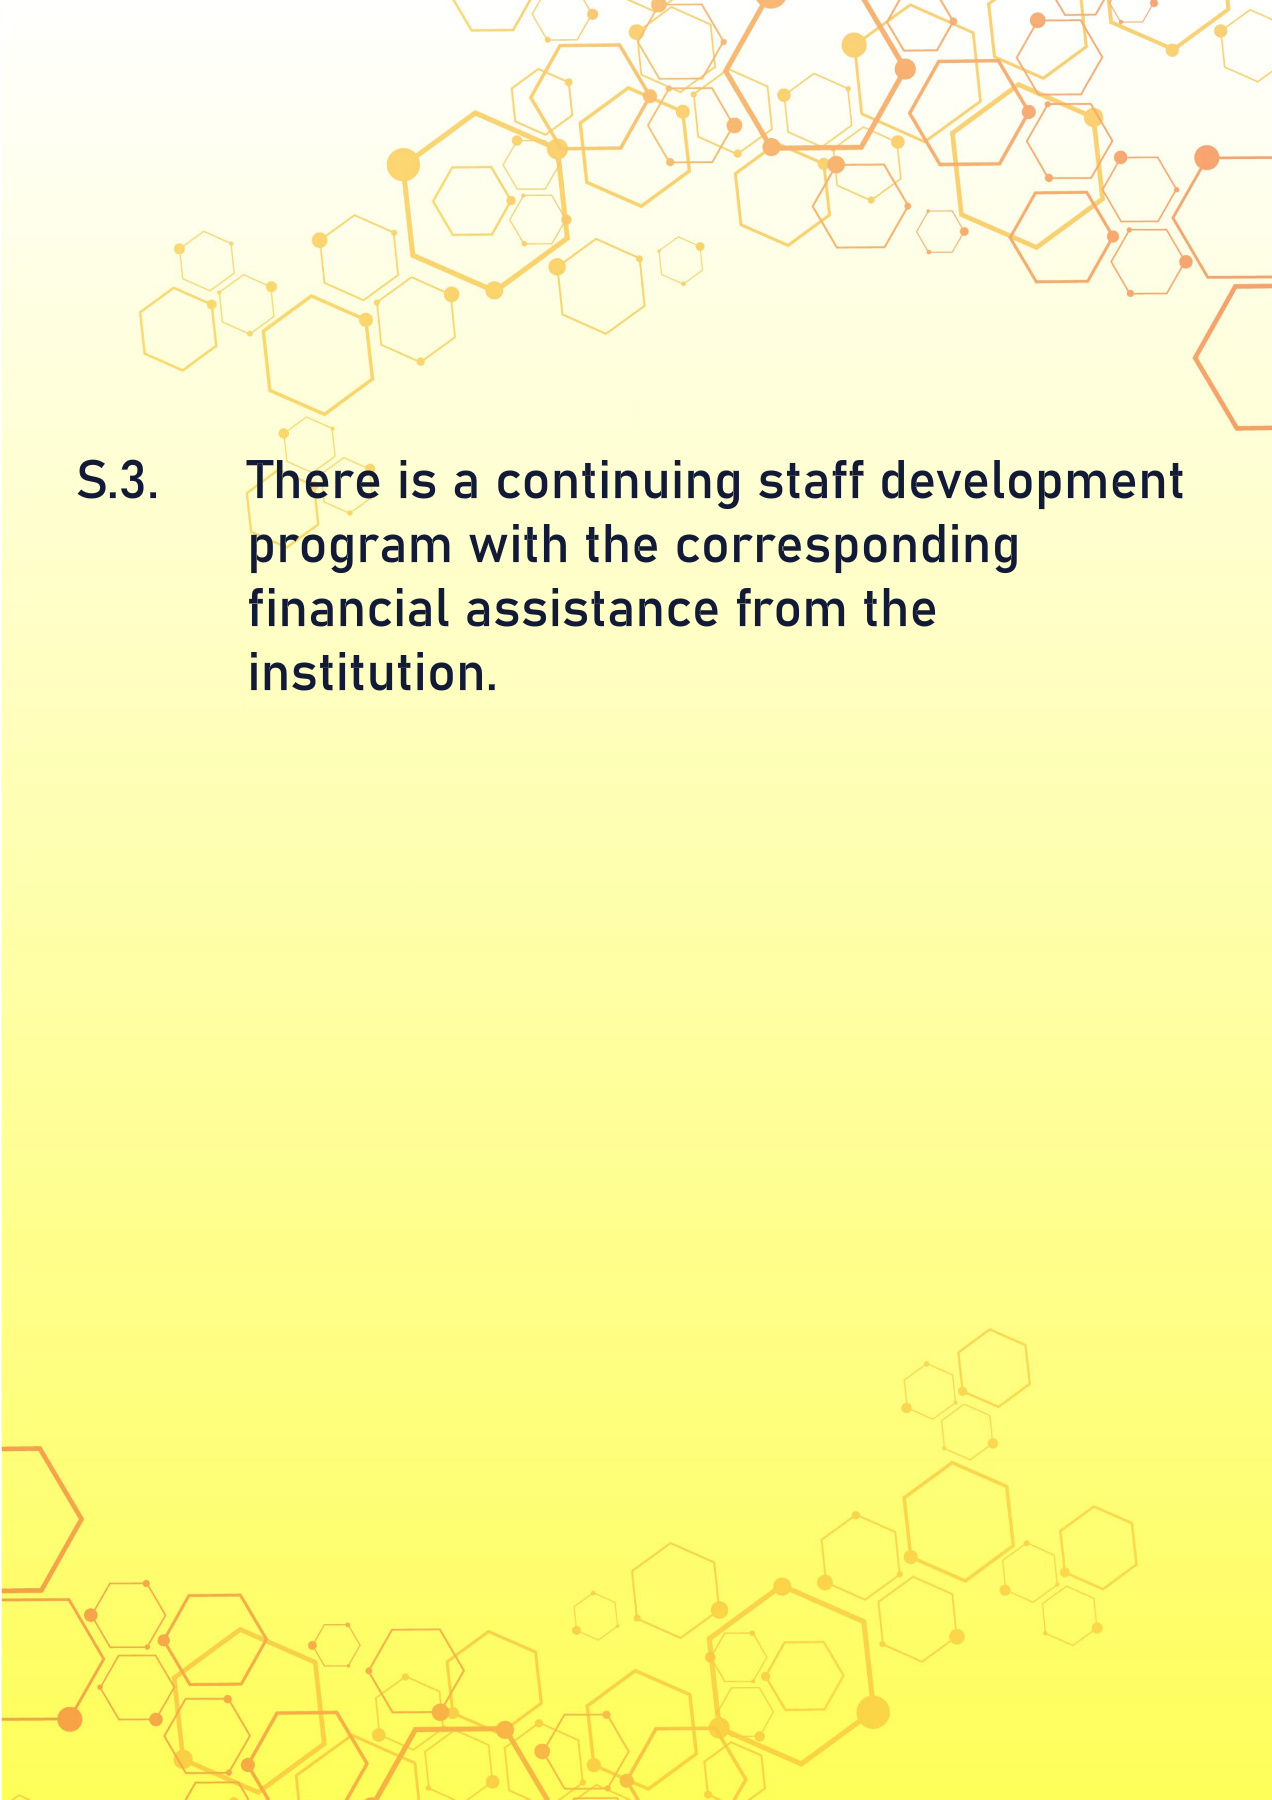 S.3. There is a continuing staff development
program with the corresponding
financial assistance from the
institution.